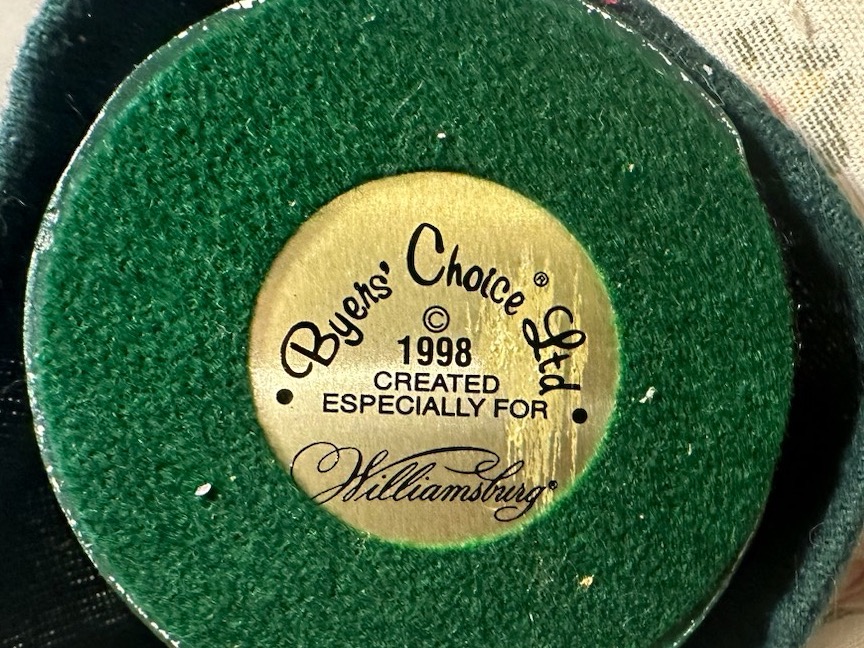 Byers' Choice® Ltd
©
1998
CREATED
ESPECIALLY FOR
Williamsburg®